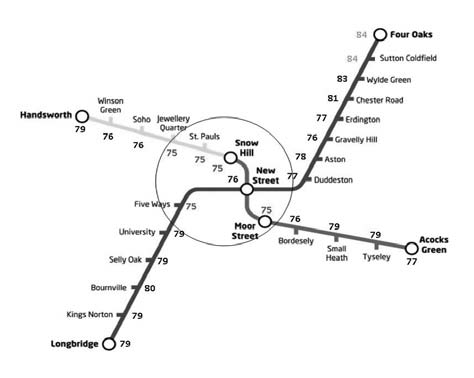 84 Four Oaks
84 Sutton Coldfield
83 Wylde Green
81 Chester Road
77 Erdington
76 Gravelly Hill
78 Aston
77 Duddeston
Handsworth
79
Winson
Green
76
Soho
76
Jewellery
Quarter
75
St. Pauls
75
75
Snow
Hill
76
New
Street
75
Moor
Street
76
Bordesely
79
Small
Heath
79
Tyseley
Acocks
Green
77
Five Ways 75
University 79
Selly Oak 79
Bournville 80
Kings Norton 79
Longbridge 79